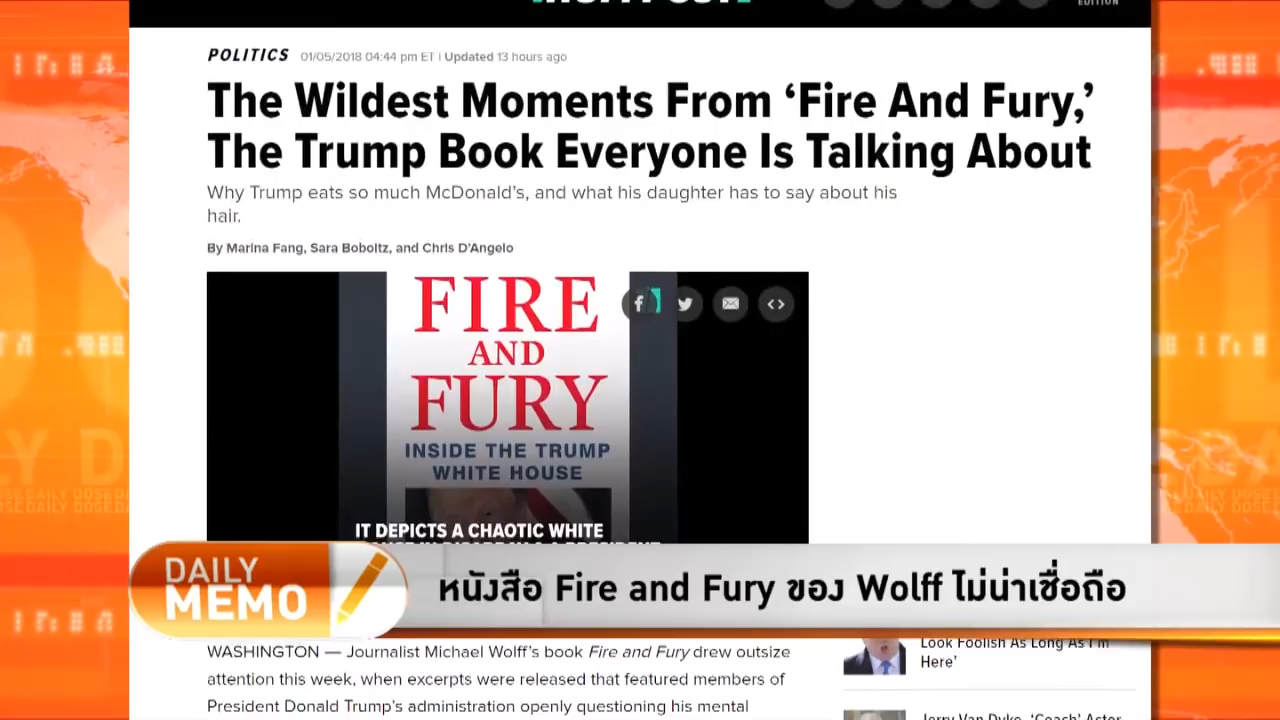 EDITION
POLITICS 01/05/2018 04:44 pm ET | Updated 13 hours ago
The Wildest Moments From ‘Fire And Fury,’
The Trump Book Everyone Is Talking About
Why Trump eats so much McDonald’s, and what his daughter has to say about his
hair.
By Marina Fang, Sara Boboltz, and Chris D’Angelo
FIRE
AND
FURY
INSIDE THE TRUMP
WHITE HOUSE
IT DEPICTS A CHAOTIC WHITE
DAILY
MEMO
หนังสือ Fire and Fury ของ Wolff ไม่น่าเชื่อถือ
WASHINGTON — Journalist Michael Wolff’s book Fire and Fury drew outsize
attention this week, when excerpts were released that featured members of
President Donald Trump’s administration openly questioning his mental
Look Foolish As Long As I’m
Here’
Jerry Van Dyke, ‘Coach’ Actor